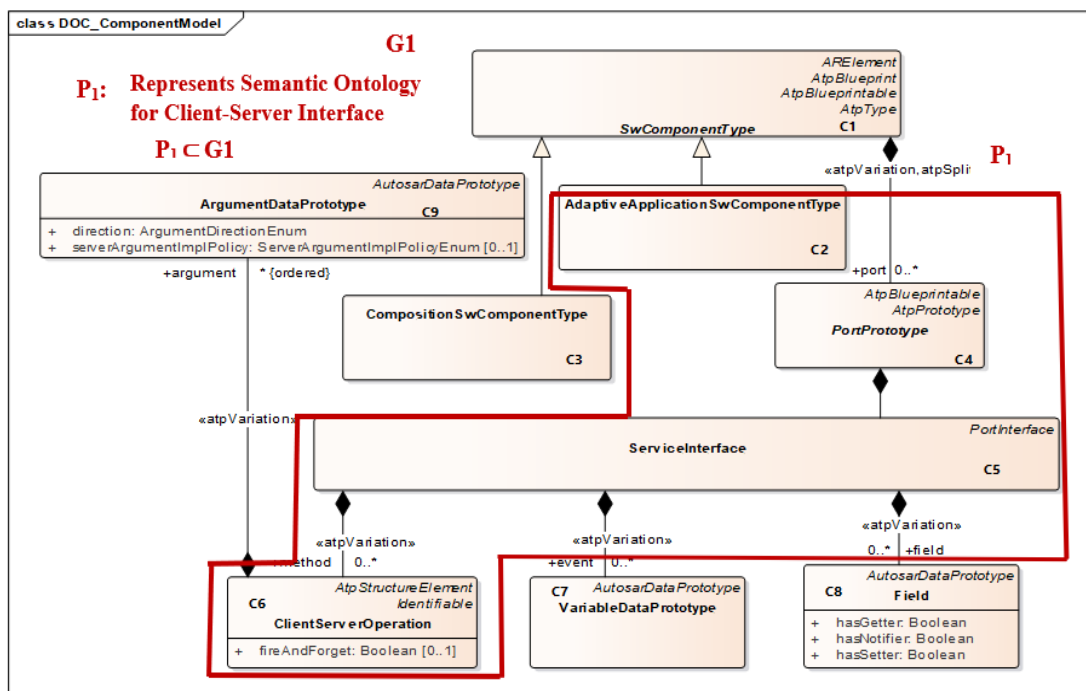 class DOC_ComponentModel
G1
P₁: Represents Semantic Ontology
for Client-Server Interface
P₁ ⊂ G1
ARElement
AtpBlueprint
AtpBlueprintable
AtpType
SwComponentType
C1
P₁
«atpVariation,atpSpli
AutosarDataPrototype
ArgumentDataPrototype
C9
+ direction: ArgumentDirectionEnum
+ serverArgumentImplPolicy: ServerArgumentImplPolicyEnum [0..1]
AdaptiveApplicationSwComponentType
C2
+argument * {ordered}
+port 0..*
AtpBlueprintable
AtpPrototype
PortPrototype
C4
CompositionSwComponentType
C3
«atpVariation»
PortInterface
ServiceInterface
C5
«atpVariation»
«atpVariation»
«atpVariation»
method 0..*
+event 0..*
0..* +field
AtpStructureElement
Identifiable
C6
ClientServerOperation
+ fireAndForget: Boolean [0..1]
C7 AutosarDataPrototype
VariableDataPrototype
AutosarDataPrototype
C8 Field
+ hasGetter: Boolean
+ hasNotifier: Boolean
+ hasSetter: Boolean